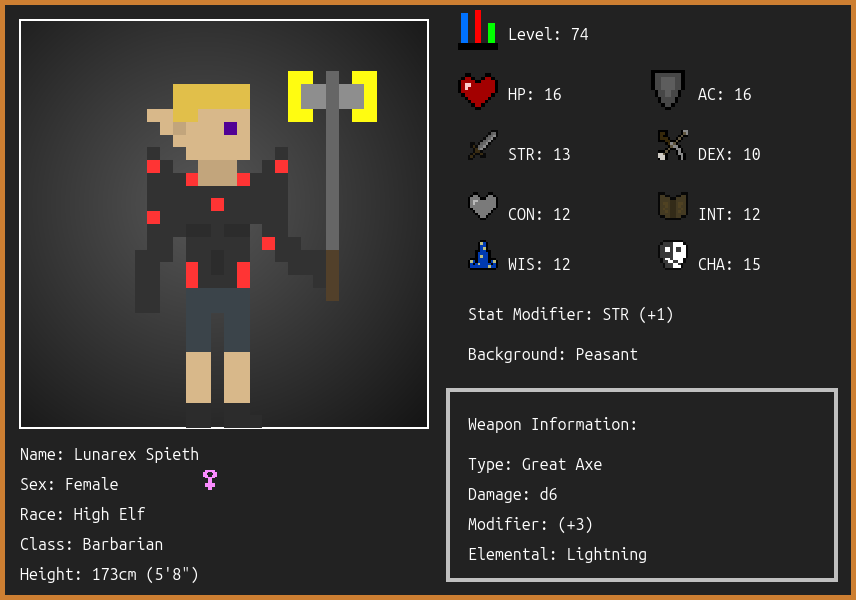 Level: 74
HP: 16
AC: 16
STR: 13
DEX: 10
CON: 12
INT: 12
WIS: 12
CHA: 15
Stat Modifier: STR (+1)
Background: Peasant
Weapon Information:
Type: Great Axe
Damage: d6
Modifier: (+3)
Elemental: Lightning
Name: Lunarex Spieth
Sex: Female
Race: High Elf
Class: Barbarian
Height: 173cm (5'8")